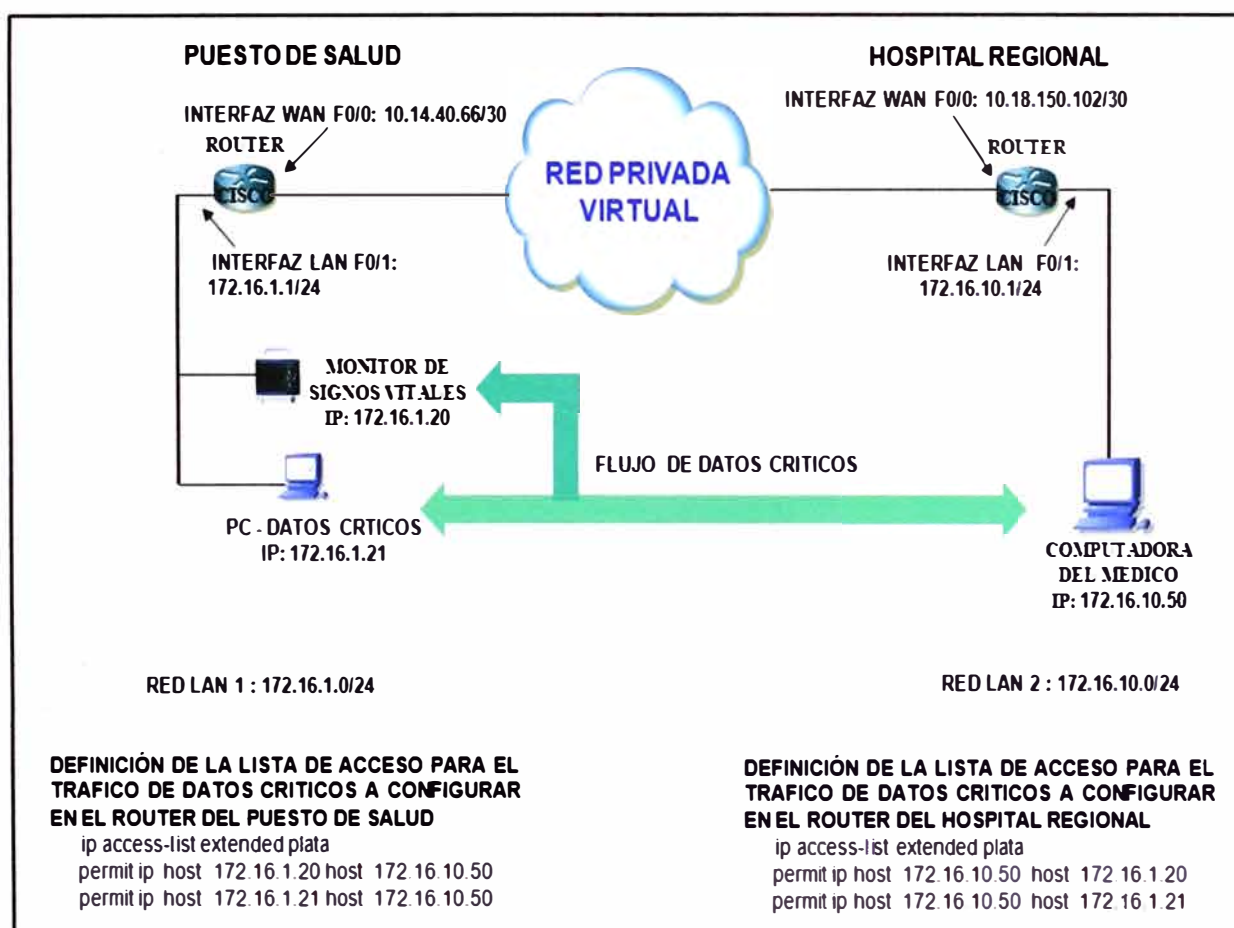 PUESTO DE SALUD
HOSPITAL REGIONAL
INTERFAZ WAN F0/0: 10.14.40.66/30
INTERFAZ WAN F0/0: 10.18.150.102/30
ROUTER
ROUTER
CISCO
CISCO
RED PRIVADA
VIRTUAL
INTERFAZ LAN F0/1:
172.16.1.1/24
INTERFAZ LAN F0/1:
172.16.10.1/24
MONITOR DE
SIGNOS VITALES
IP: 172.16.1.20
FLUJO DE DATOS CRITICOS
PC - DATOS CRTICOS
IP: 172.16.1.21
COMPUTADORA
DEL MEDICO
IP: 172.16.10.50
RED LAN 1 : 172.16.1.0/24
RED LAN 2 : 172.16.10.0/24
DEFINICIÓN DE LA LISTA DE ACCESO PARA EL
TRAFICO DE DATOS CRITICOS A CONFIGURAR
EN EL ROUTER DEL PUESTO DE SALUD
ip access-list extended plata
permit ip host 172.16.1.20 host 172.16.10.50
permit ip host 172.16.1.21 host 172.16.10.50
DEFINICIÓN DE LA LISTA DE ACCESO PARA EL
TRAFICO DE DATOS CRITICOS A CONFIGURAR
EN EL ROUTER DEL HOSPITAL REGIONAL
ip access-list extended plata
permit ip host 172.16.10.50 host 172.16.1.20
permit ip host 172.16 10.50 host 172.16.1.21